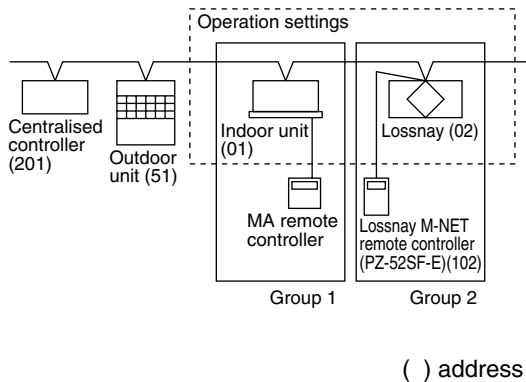 Operation settings
Centralised
controller
(201)
Outdoor
unit (51)
Indoor unit
(01)
Lossnay (02)
MA remote
controller
Lossnay M-NET
remote controller
(PZ-52SF-E)(102)
Group 1
Group 2
( ) address